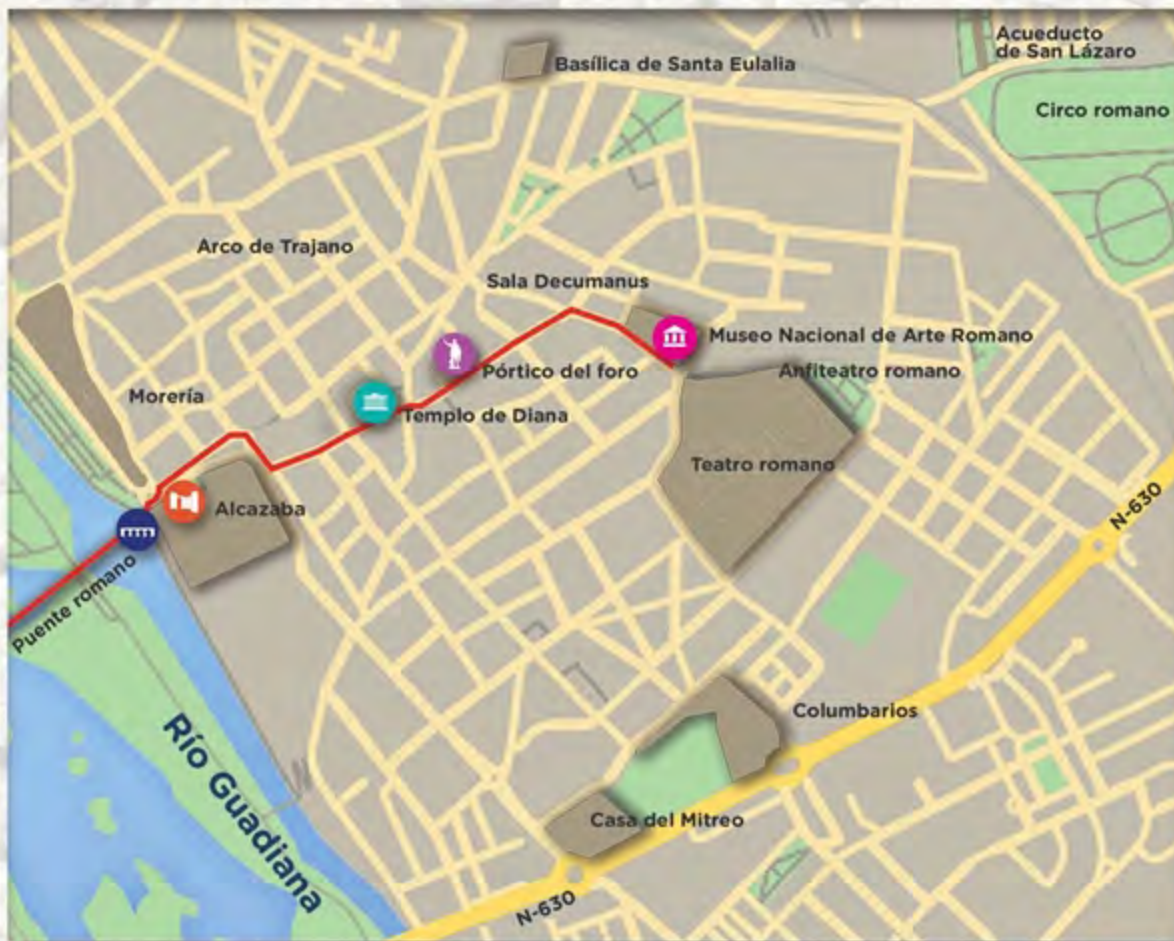 Acueducto
de San Lázaro
Basílica de Santa Eulalia
Circo romano
Arco de Trajano
Sala Decumanus
Museo Nacional de Arte Romano
Pórtico del foro
Anfiteatro romano
Morería
Templo de Diana
Teatro romano
Alcazaba
N-630
Puente romano
Río Guadiana
Columbarios
Casa del Mitreo
N-630